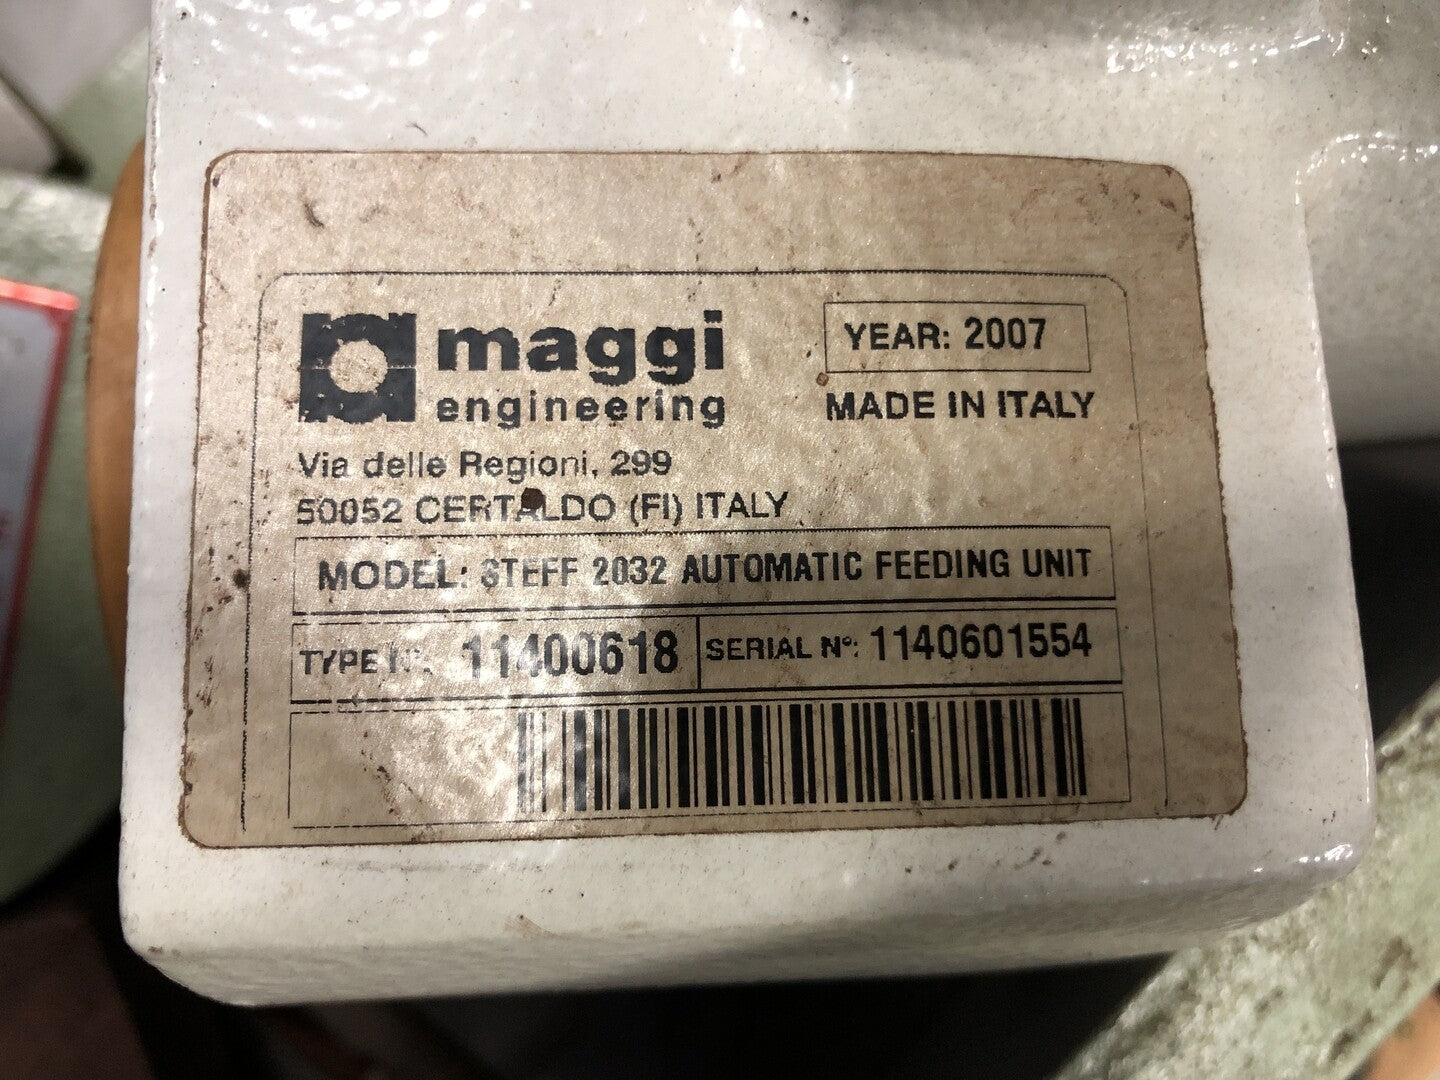 maggi
engineering
YEAR: 2007
MADE IN ITALY
Via delle Regioni, 299
50052 CERTALDO (FI) ITALY
MODEL: STEFF 2032 AUTOMATIC FEEDING UNIT
TYPE N°: 11400618
SERIAL N°: 1140601554